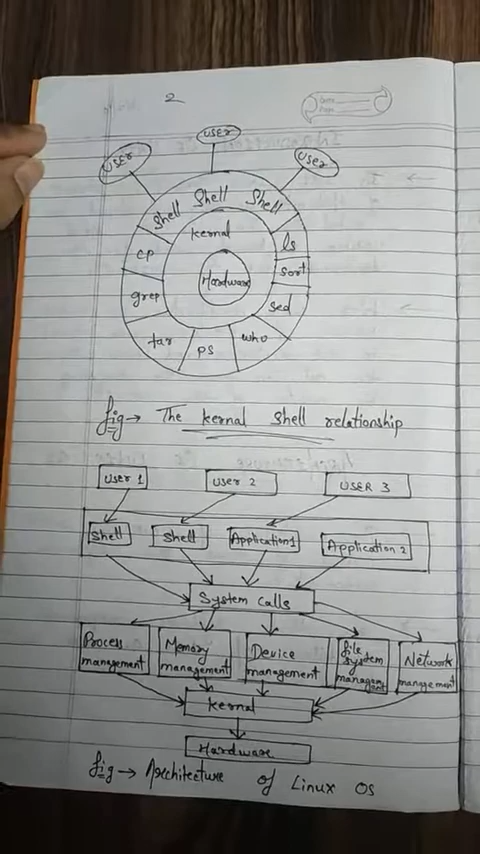 2
USER
USER
USER
Shell Shell Shell
kernal
cp
ls
Hardware
sort
grep
sed
tar
ps
who
fig → The kernal shell relationship
USER 1
User 2
USER 3
Shell
Shell
Application1
Application 2
System calls
Process management
Memory management
Device management
file system management
Network management
kernal
Hardware
fig → Architecture of Linux OS